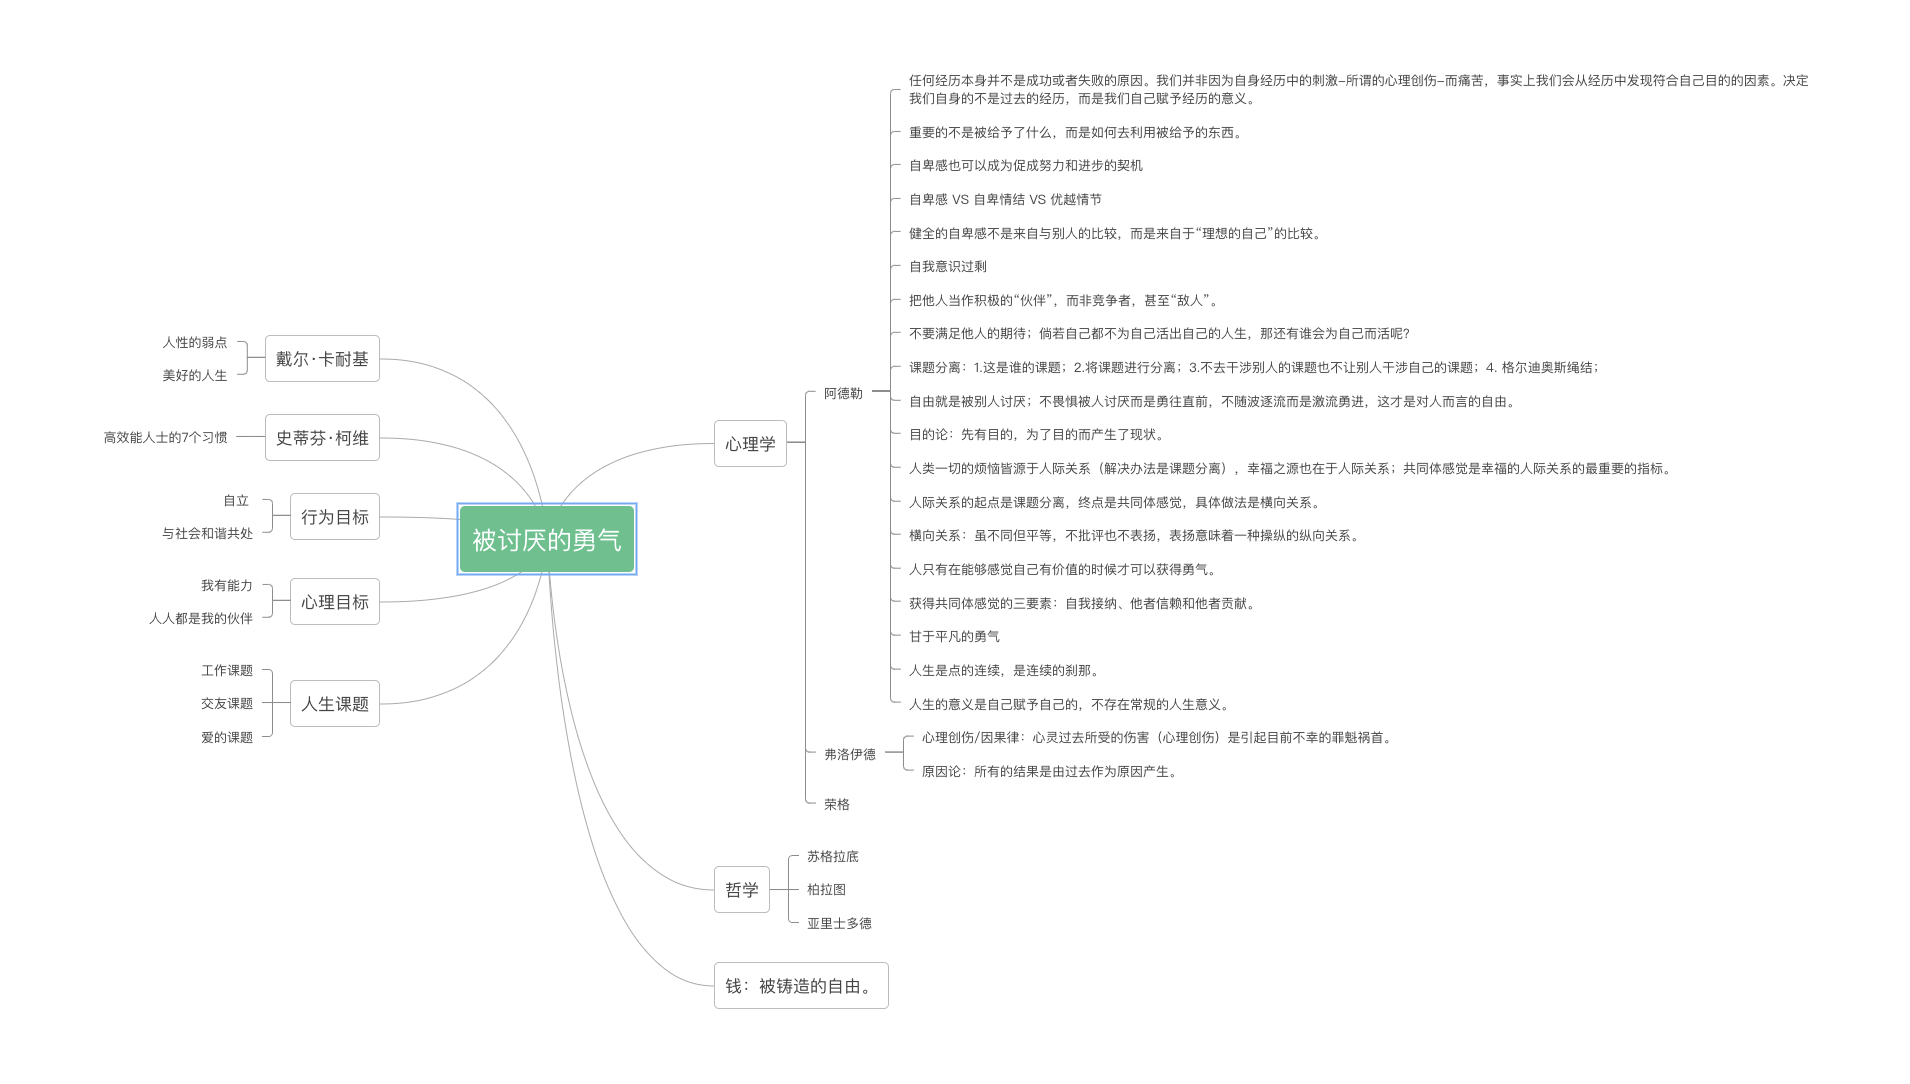 被讨厌的勇气
心理学
阿德勒
任何经历本身并不是成功或者失败的原因。我们并非因为自身经历中的刺激-所谓的心理创伤-而痛苦，事实上我们会从经历中发现符合自己目的的因素。决定
我们自身的不是过去的经历，而是我们自己赋予经历的意义。
重要的不是被给予了什么，而是如何去利用被给予的东西。
自卑感也可以成为促成努力和进步的契机
自卑感 VS 自卑情结 VS 优越情节
健全的自卑感不是来自与别人的比较，而是来自于“理想的自己”的比较。
自我意识过剩
把他人当作积极的“伙伴”，而非竞争者，甚至“敌人”。
不要满足他人的期待；倘若自己都不为自己活出自己的人生，那还有谁会为自己而活呢？
课题分离：1.这是谁的课题；2.将课题进行分离；3.不去干涉别人的课题也不让别人干涉自己的课题；4. 格尔迪奥斯绳结；
自由就是被别人讨厌；不畏惧被人讨厌而是勇往直前，不随波逐流而是激流勇进，这才是对人而言的自由。
目的论：先有目的，为了目的而产生了现状。
人类一切的烦恼皆源于人际关系（解决办法是课题分离），幸福之源也在于人际关系；共同体感觉是幸福的人际关系的最重要的指标。
人际关系的起点是课题分离，终点是共同体感觉，具体做法是横向关系。
横向关系：虽不同但平等，不批评也不表扬，表扬意味着一种操纵的纵向关系。
人只有在能够感觉自己有价值的时候才可以获得勇气。
获得共同体感觉的三要素：自我接纳、他者信赖和他者贡献。
甘于平凡的勇气
人生是点的连续，是连续的刹那。
人生的意义是自己赋予自己的，不存在常规的人生意义。
弗洛伊德
心理创伤/因果律：心灵过去所受的伤害（心理创伤）是引起目前不幸的罪魁祸首。
原因论：所有的结果是由过去作为原因产生。
荣格
哲学
苏格拉底
柏拉图
亚里士多德
钱：被铸造的自由。
戴尔·卡耐基
人性的弱点
美好的人生
史蒂芬·柯维
高效能人士的7个习惯
行为目标
自立
与社会和谐共处
心理目标
我有能力
人人都是我的伙伴
人生课题
工作课题
交友课题
爱的课题